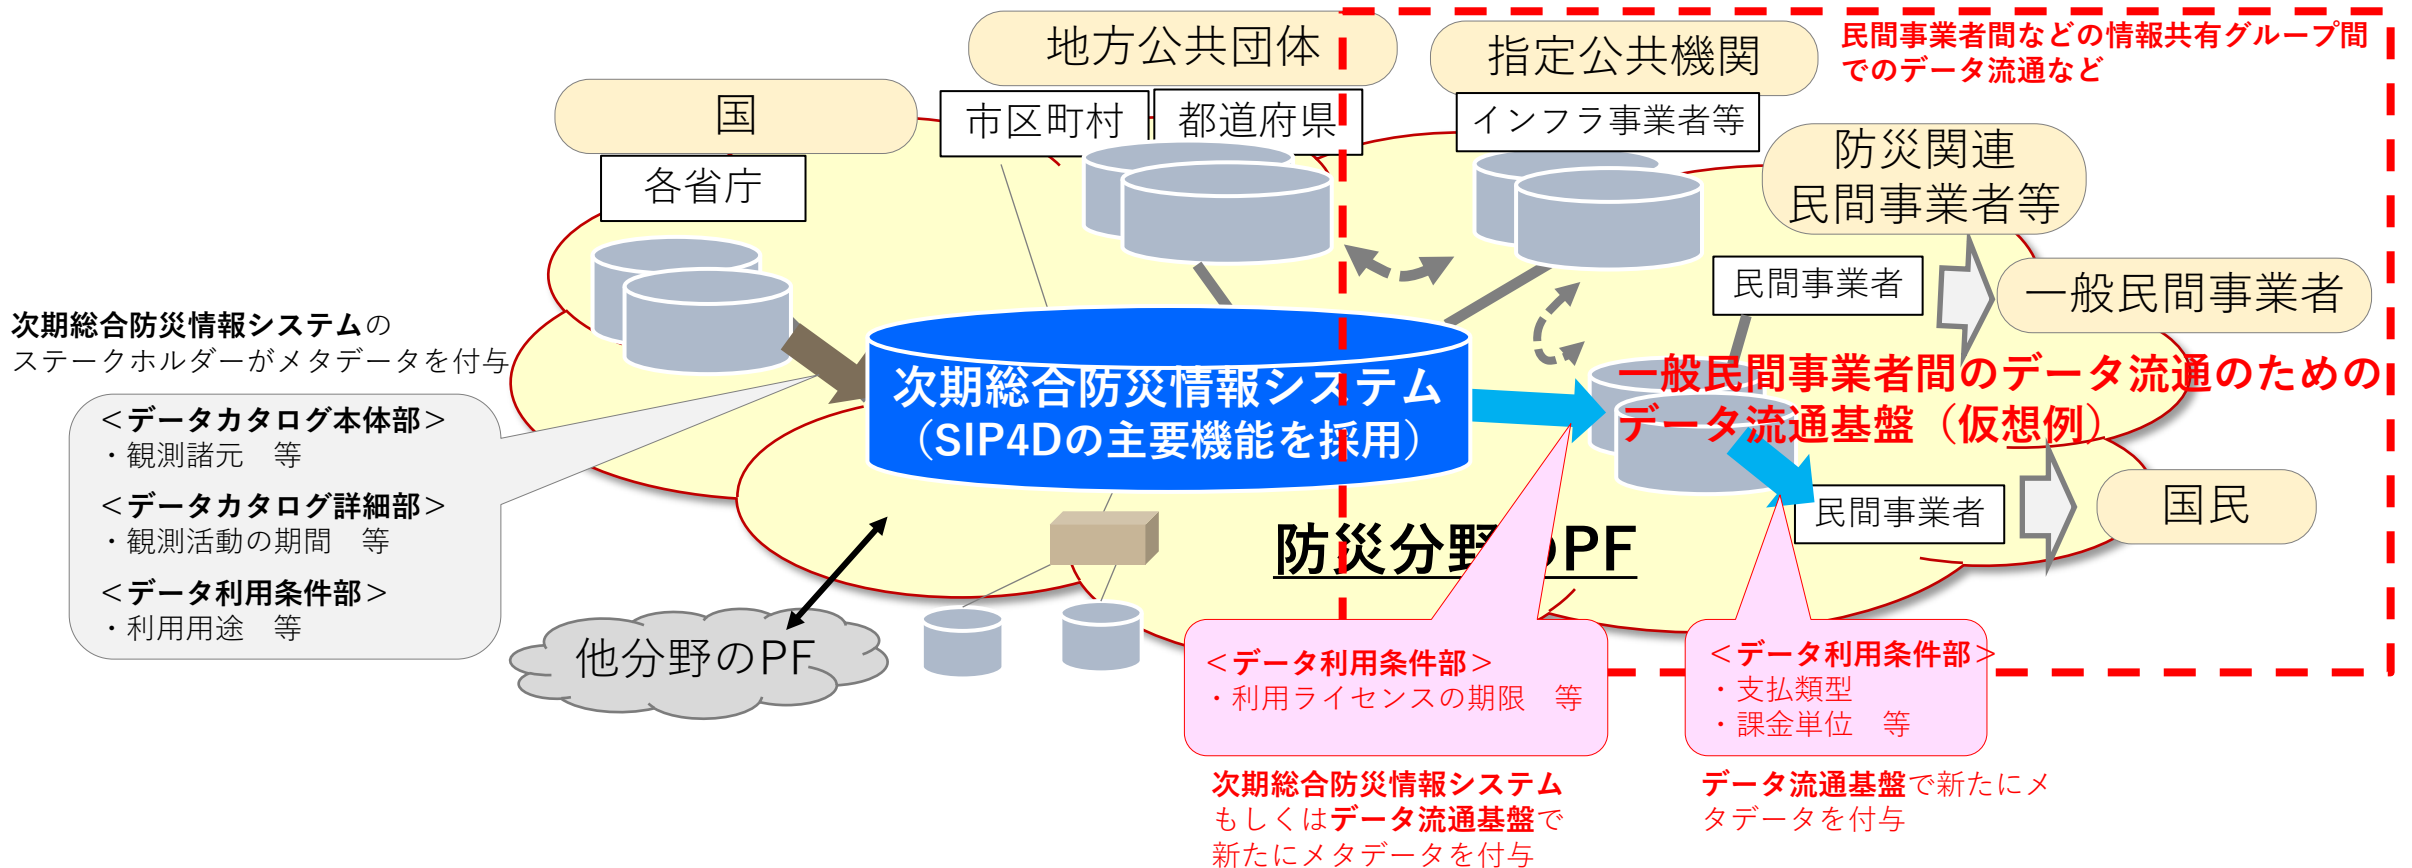 地方公共団体
指定公共機関
民間事業者間などの情報共有グループ間
でのデータ流通など
国
市区町村
都道府県
インフラ事業者等
各省庁
防災関連
民間事業者等
民間事業者
一般民間事業者
次期総合防災情報システムの
ステークホルダーがメタデータを付与
次期総合防災情報システム
（SIP4Dの主要機能を採用）
一般民間事業者間のデータ流通のための
データ流通基盤（仮想例）
＜データカタログ本体部＞
・観測諸元　等
＜データカタログ詳細部＞
・観測活動の期間　等
＜データ利用条件部＞
・利用用途　等
民間事業者
国民
防災分野のPF
他分野のPF
＜データ利用条件部＞
・利用ライセンスの期限　等
＜データ利用条件部＞
・支払類型
・課金単位　等
次期総合防災情報システム
もしくはデータ流通基盤で
新たにメタデータを付与
データ流通基盤で新たにメ
タデータを付与